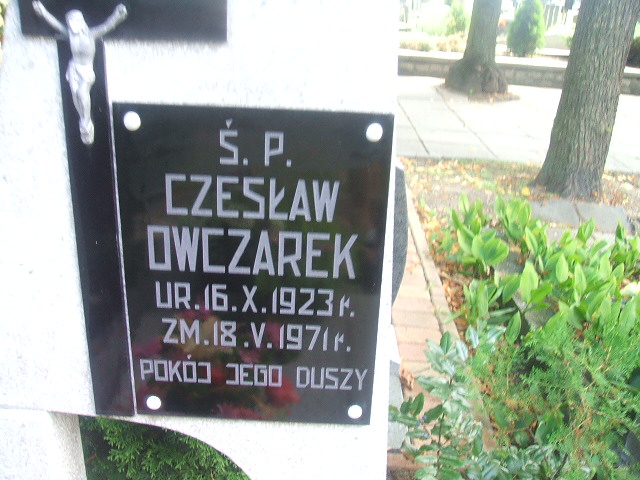 Ś. P.
CZESŁAW
OWCZAREK
UR. 16. X. 1923 r.
ZM. 18. V. 1971 r.
POKÓJ JEGO DUSZY